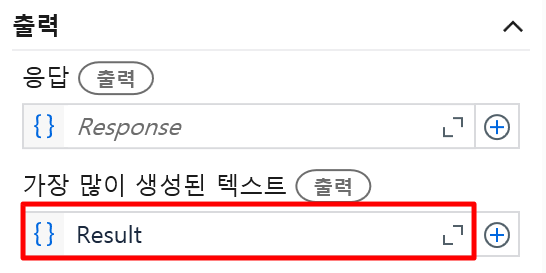 출력
응답 출력
{} Response
가장 많이 생성된 텍스트 출력
{} Result